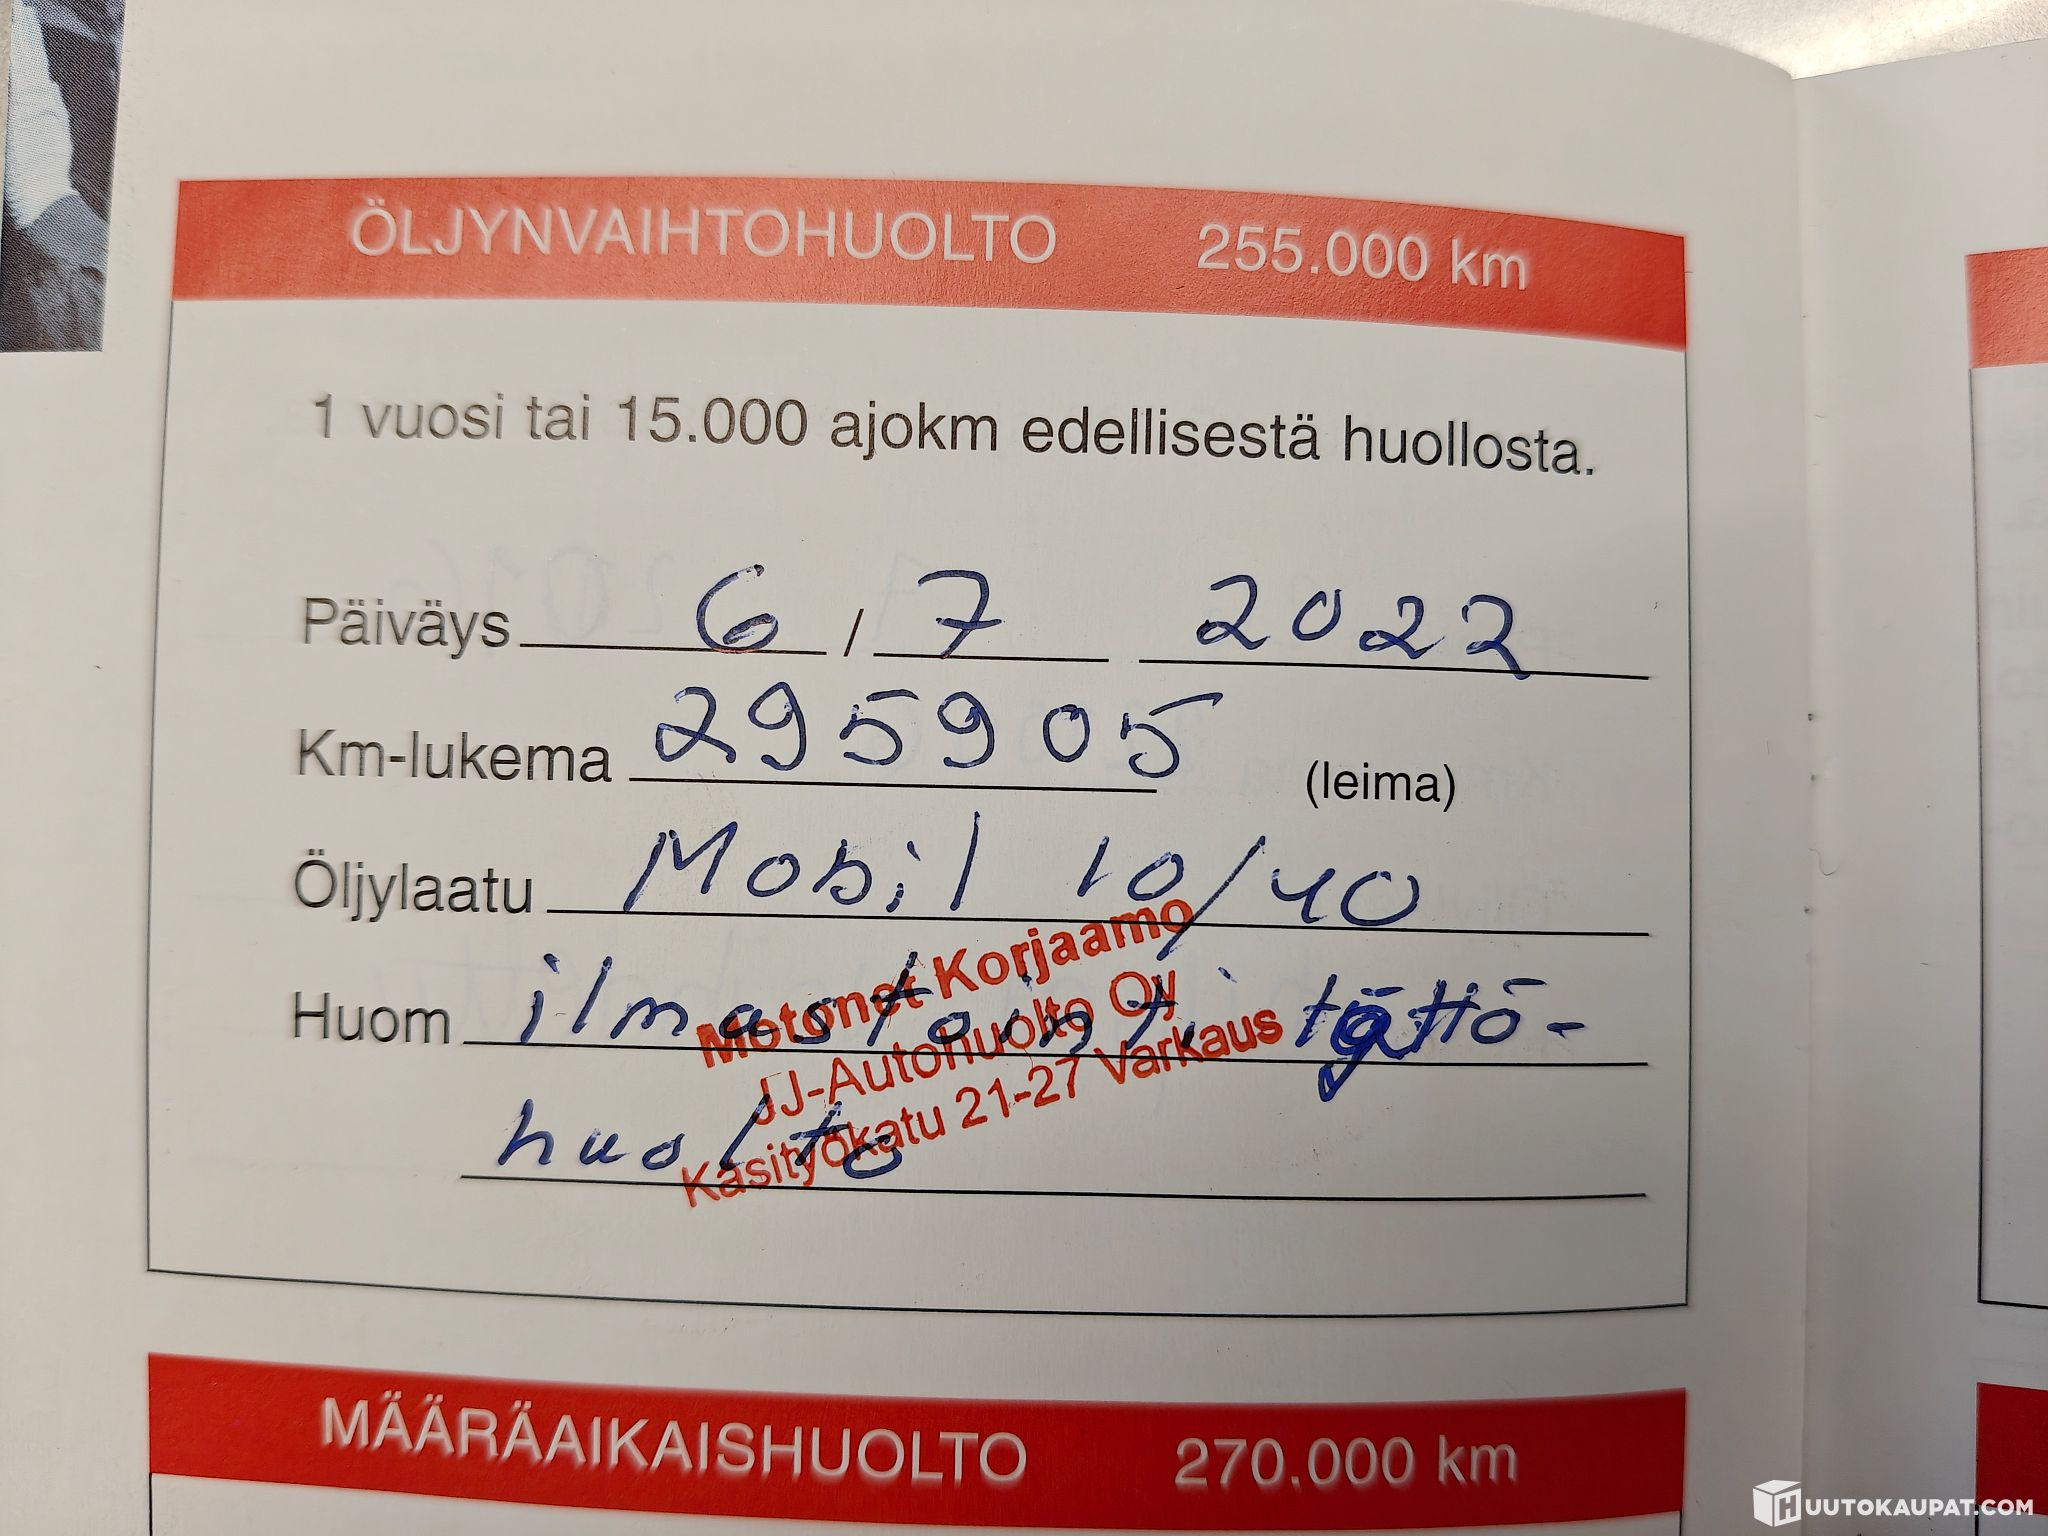 ÖLJYNVAIHTOHUOLTO 255.000 km
1 vuosi tai 15.000 ajokm edellisestä huollosta.
Päiväys 6 / 7 2022
Km-lukema 295905 (leima)
Öljylaatu Mobil 10/40
Huom ilmastointi täyttö-
huolto
Motonet Korjaamo
JJ-Autohuolto Oy
Käsityökatu 21-27 Varkaus
MÄÄRÄAIKAISHUOLTO 270.000 km
HUUTOKAUPAT.COM